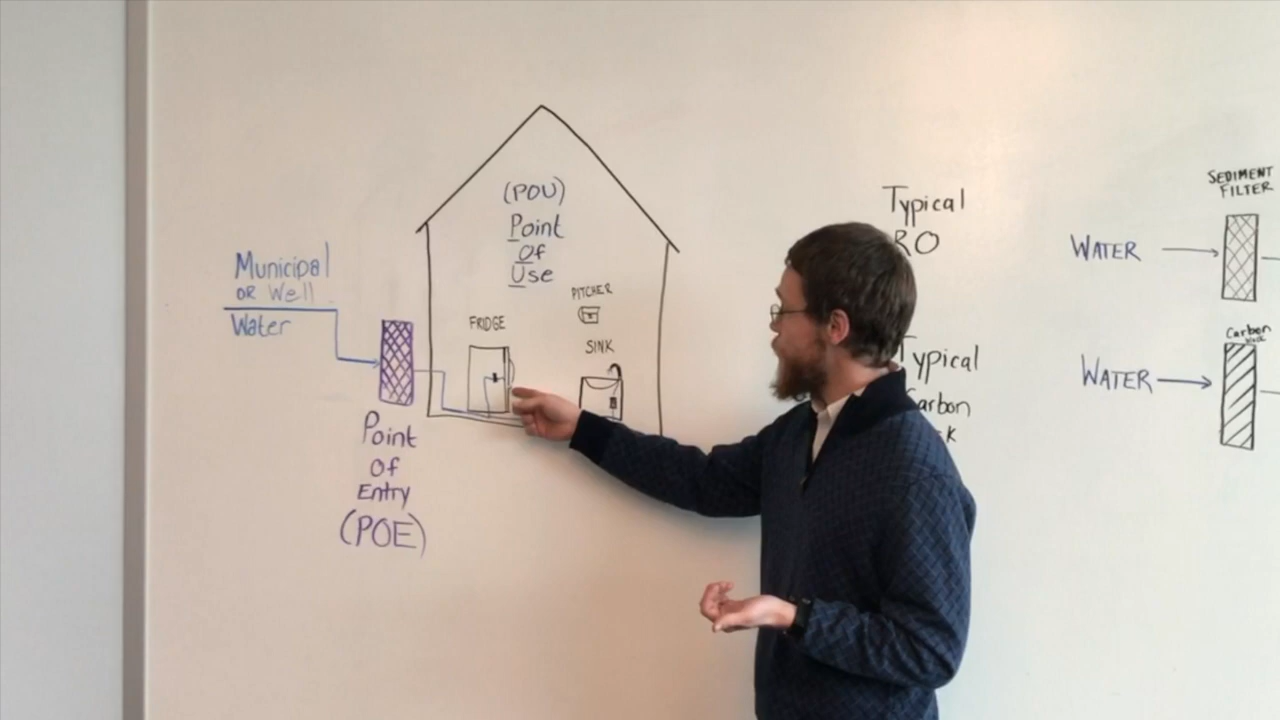 Municipal
OR Well
Water
Point
Of
Entry
(POE)
(POU)
Point
Of
Use
PITCHER
FRIDGE
SINK
Typical
RO
Typical
Carbon
WATER
SEDIMENT
FILTER
WATER
Carbon